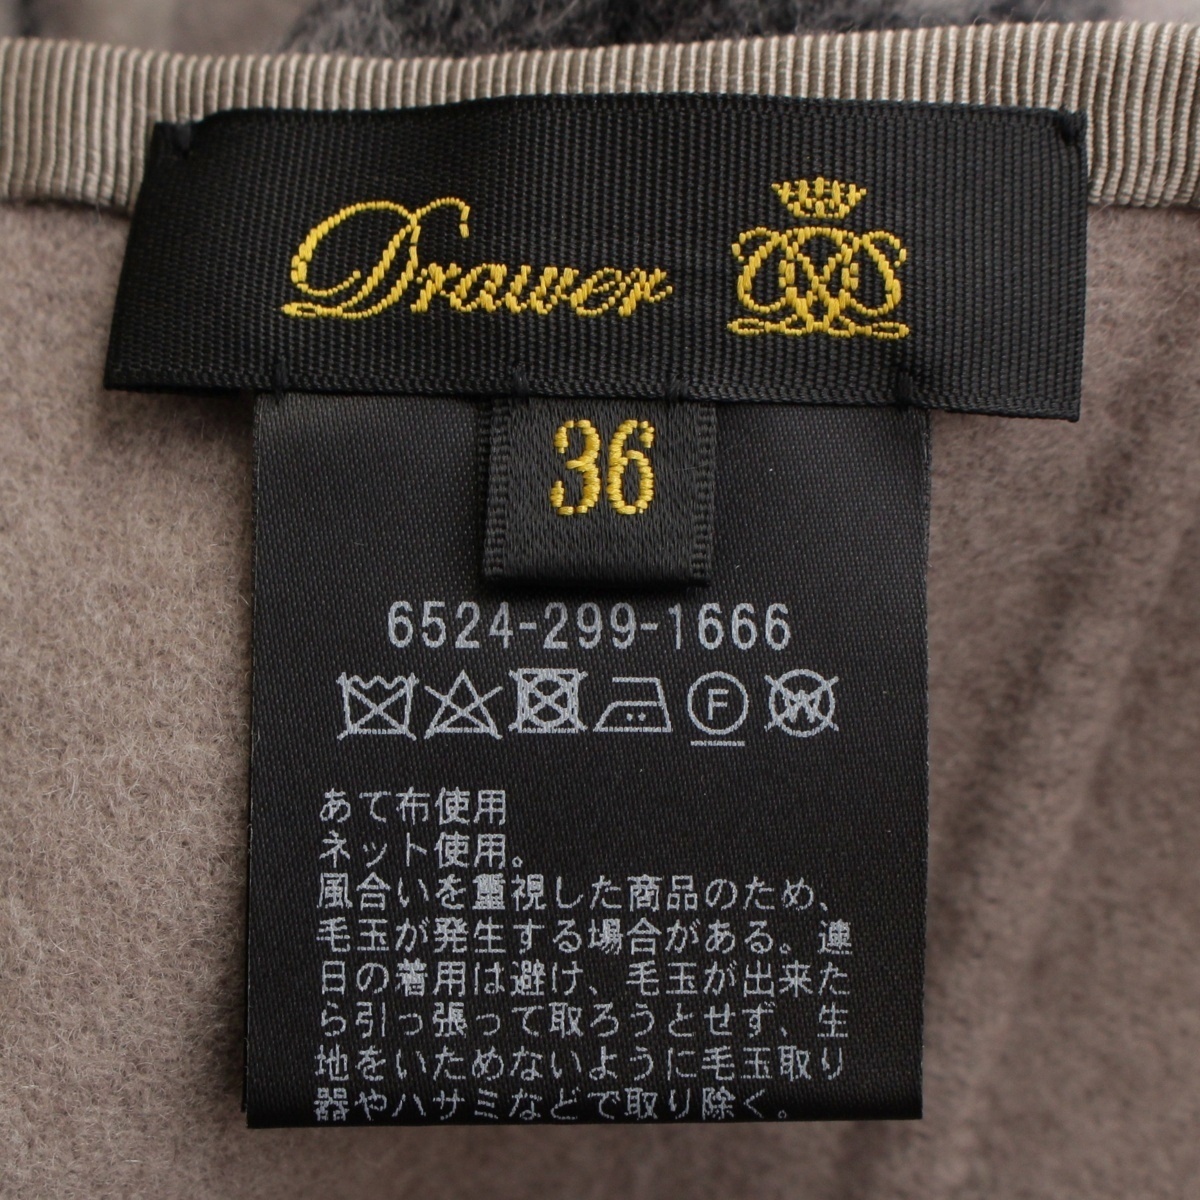 Drawer
36
6524-299-1666
F W
あて布使用
ネット使用。
風合いを重視した商品のため、
毛玉が発生する場合がある。連
日の着用は避け、毛玉が出来た
ら引っ張って取ろうとせず、生
地をいためないように毛玉取り
器やハサミなどで取り除く。